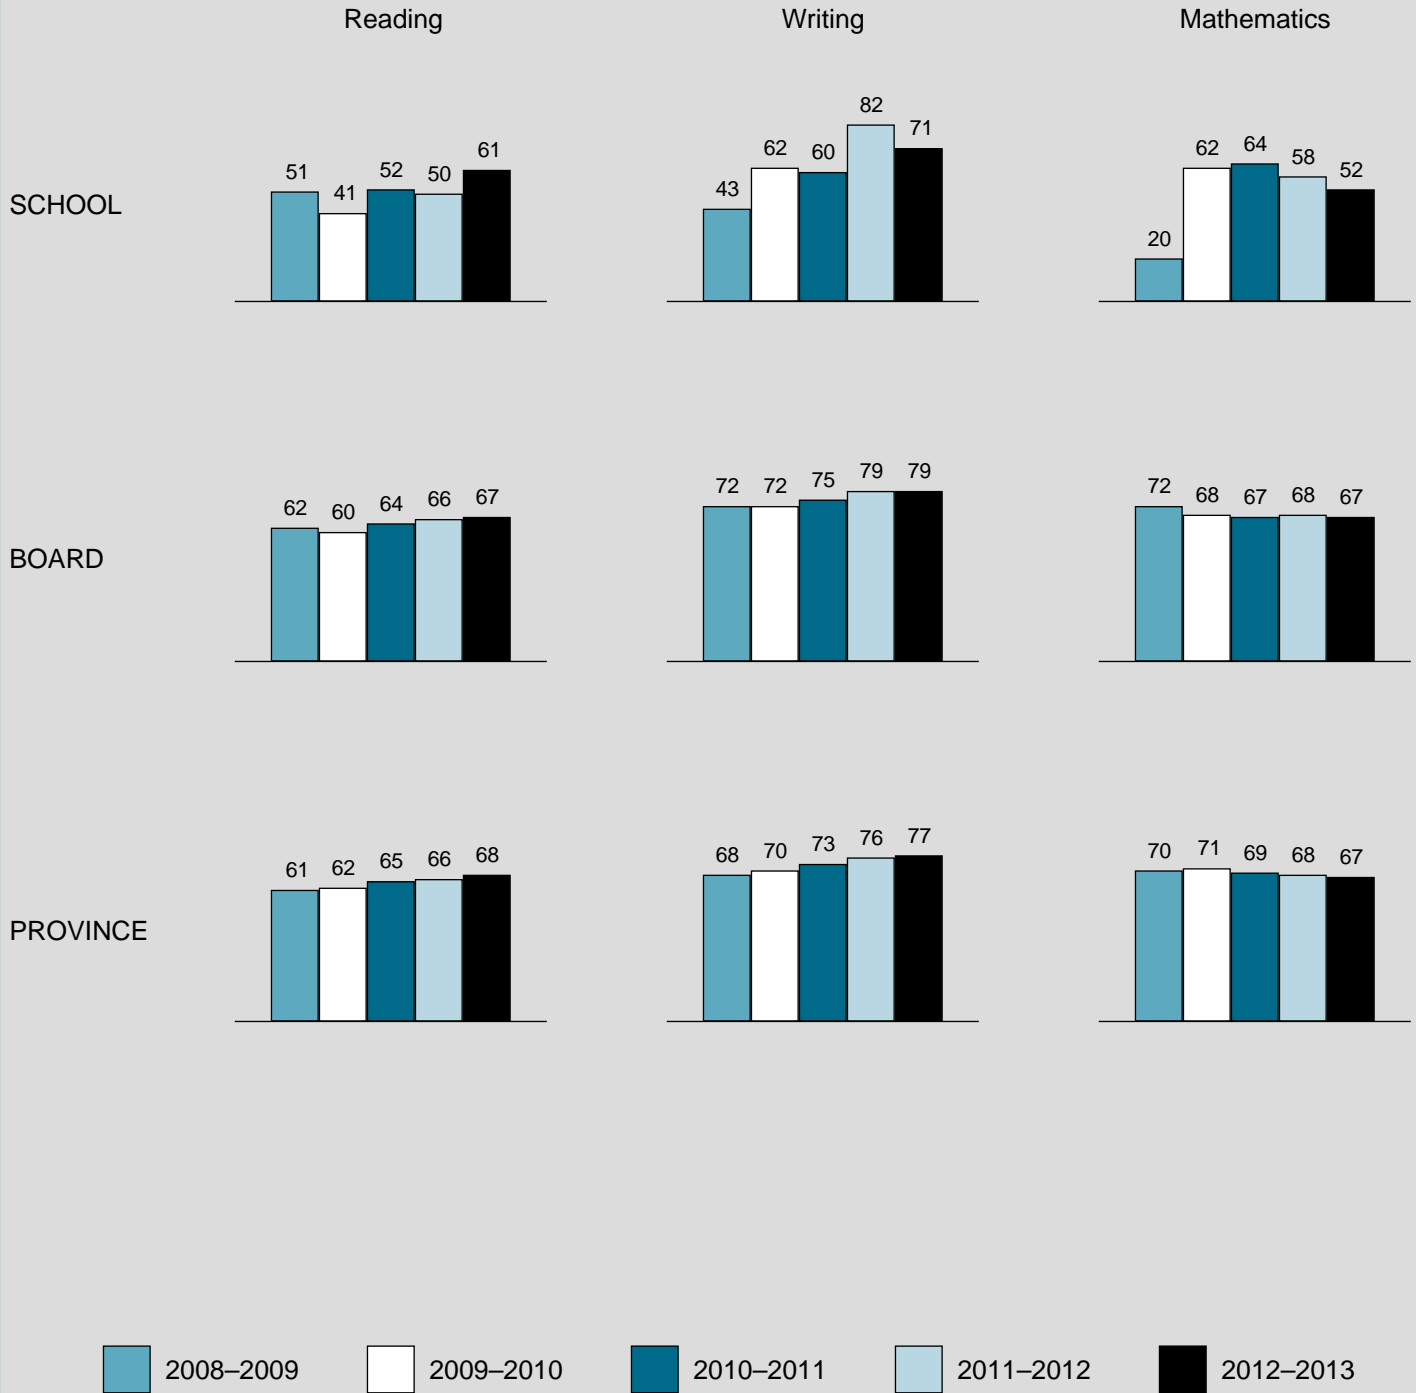 Reading Writing Mathematics
SCHOOL
51 41 52 50 61
43 62 60 82 71
20 62 64 58 52
BOARD
62 60 64 66 67
72 72 75 79 79
72 68 67 68 67
PROVINCE
61 62 65 66 68
68 70 73 76 77
70 71 69 68 67
2008–2009 2009–2010 2010–2011 2011–2012 2012–2013